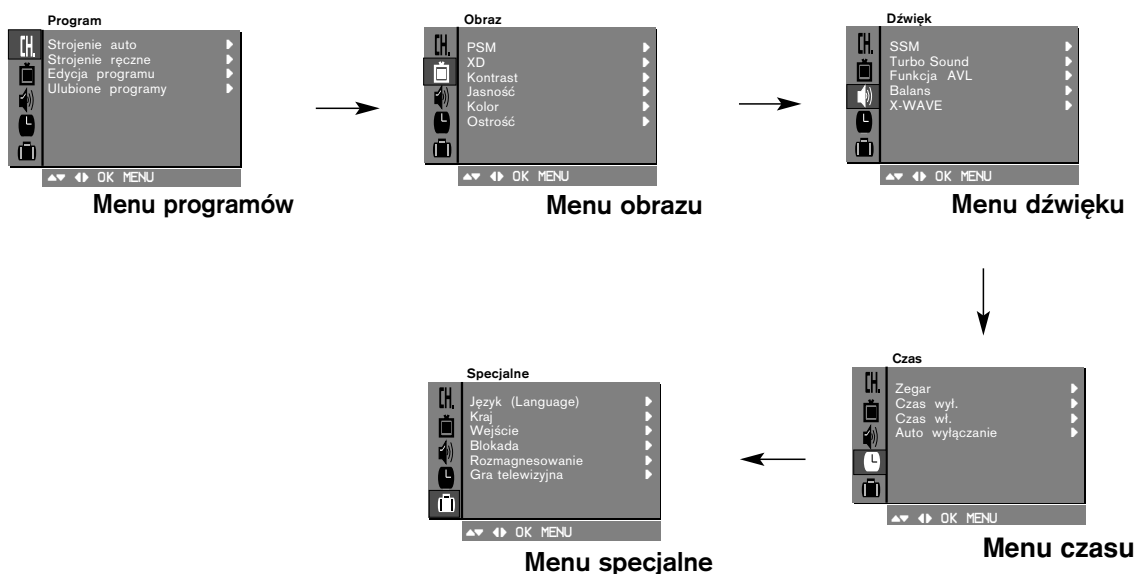 Program
CH.
Strojenie auto
Strojenie ręczne
Edycja programu
Ulubione programy
OK MENU
Menu programów
Obraz
CH.
PSM
XD
Kontrast
Jasność
Kolor
Ostrość
OK MENU
Menu obrazu
Dźwięk
CH.
SSM
Turbo Sound
Funkcja AVL
Balans
X-WAVE
OK MENU
Menu dźwięku
Czas
CH.
Zegar
Czas wył.
Czas wł.
Auto wyłączanie
OK MENU
Menu czasu
Specjalne
CH.
Język (Language)
Kraj
Wejście
Blokada
Rozmagnesowanie
Gra telewizyjna
OK MENU
Menu specjalne